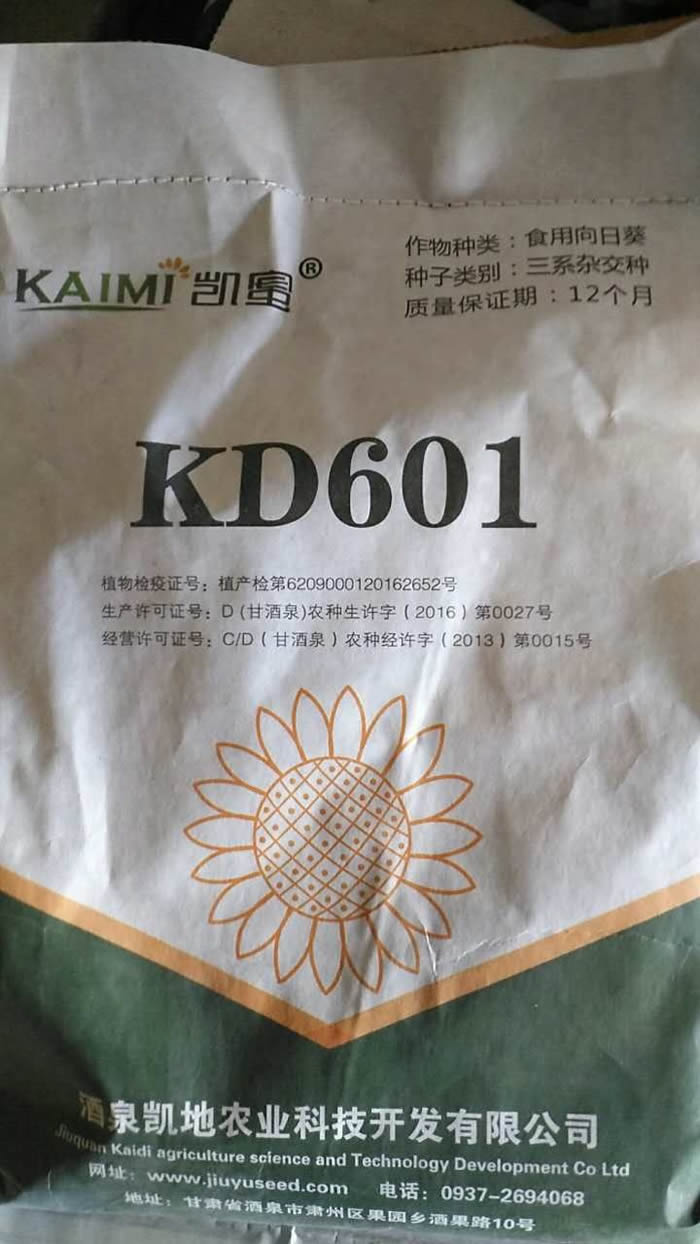 KAIMI 凯蜜®
作物种类：食用向日葵
种子类别：三系杂交种
质量保证期：12个月
KD601
植物检疫证号：植产检第6209000120162652号
生产许可证号：D(甘酒泉)农种生许字（2016）第0027号
经营许可证号：C/D（甘酒泉）农种经许字（2013）第0015号
酒泉凯地农业科技开发有限公司
Jiuquan Kaidi agriculture science and Technology Development Co Ltd
网址：www.jiuyuseed.com 电话：0937-2694068
地址：甘肃省酒泉市肃州区果园乡酒果路10号